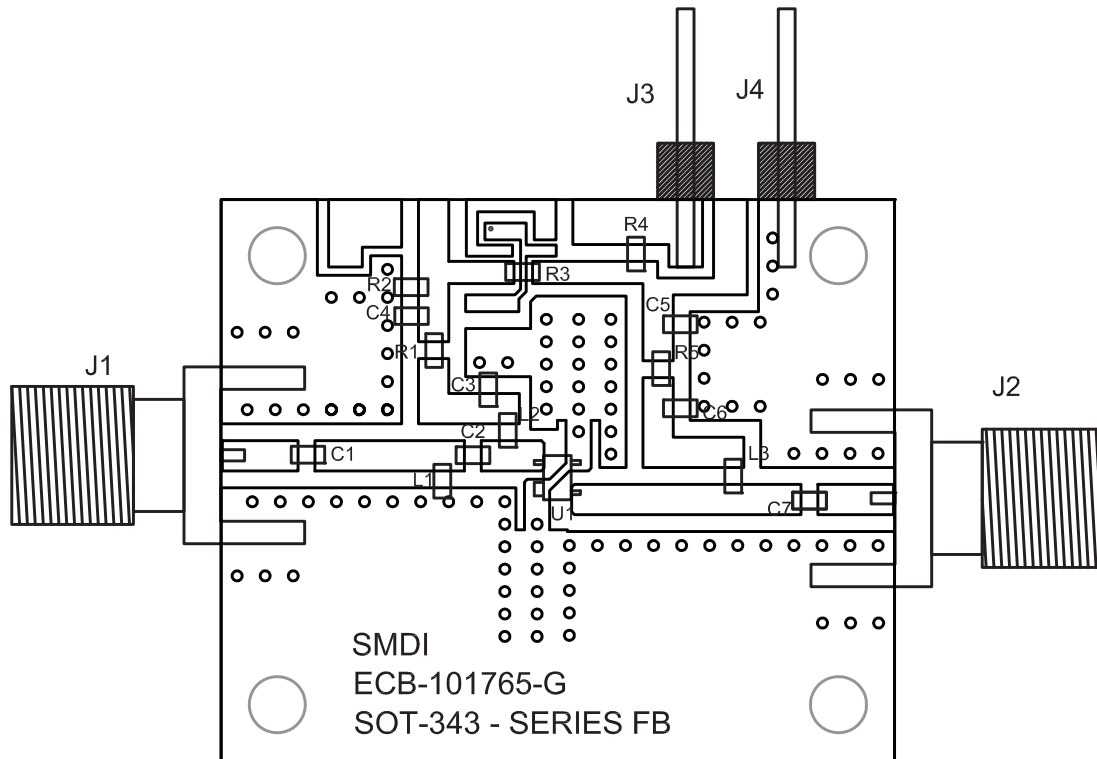 J3
J4
R4
R2
R3
C4
C5
R1
R5
J1
C3
J2
L2
C6
C2
C1
L3
L1
C7
U1
SMDI
ECB-101765-G
SOT-343 - SERIES FB